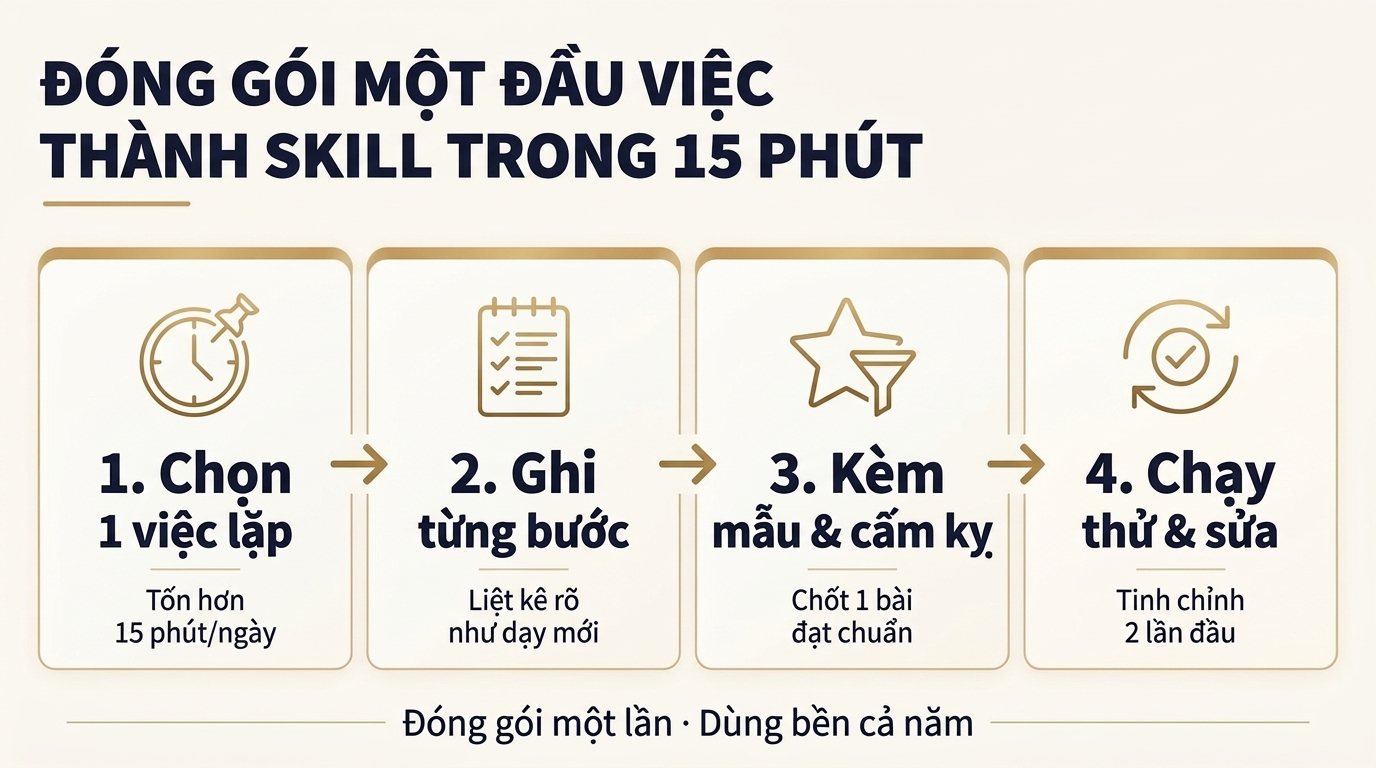 ĐÓNG GÓI MỘT ĐẦU VIỆC
THÀNH SKILL TRONG 15 PHÚT
1. Chọn
1 việc lặp
Tốn hơn
15 phút/ngày
2. Ghi
từng bước
Liệt kê rõ
như dạy mới
3. Kèm
mẫu & cấm kỵ
Chốt 1 bài
đạt chuẩn
4. Chạy
thử & sửa
Tinh chỉnh
2 lần đầu
Đóng gói một lần · Dùng bền cả năm